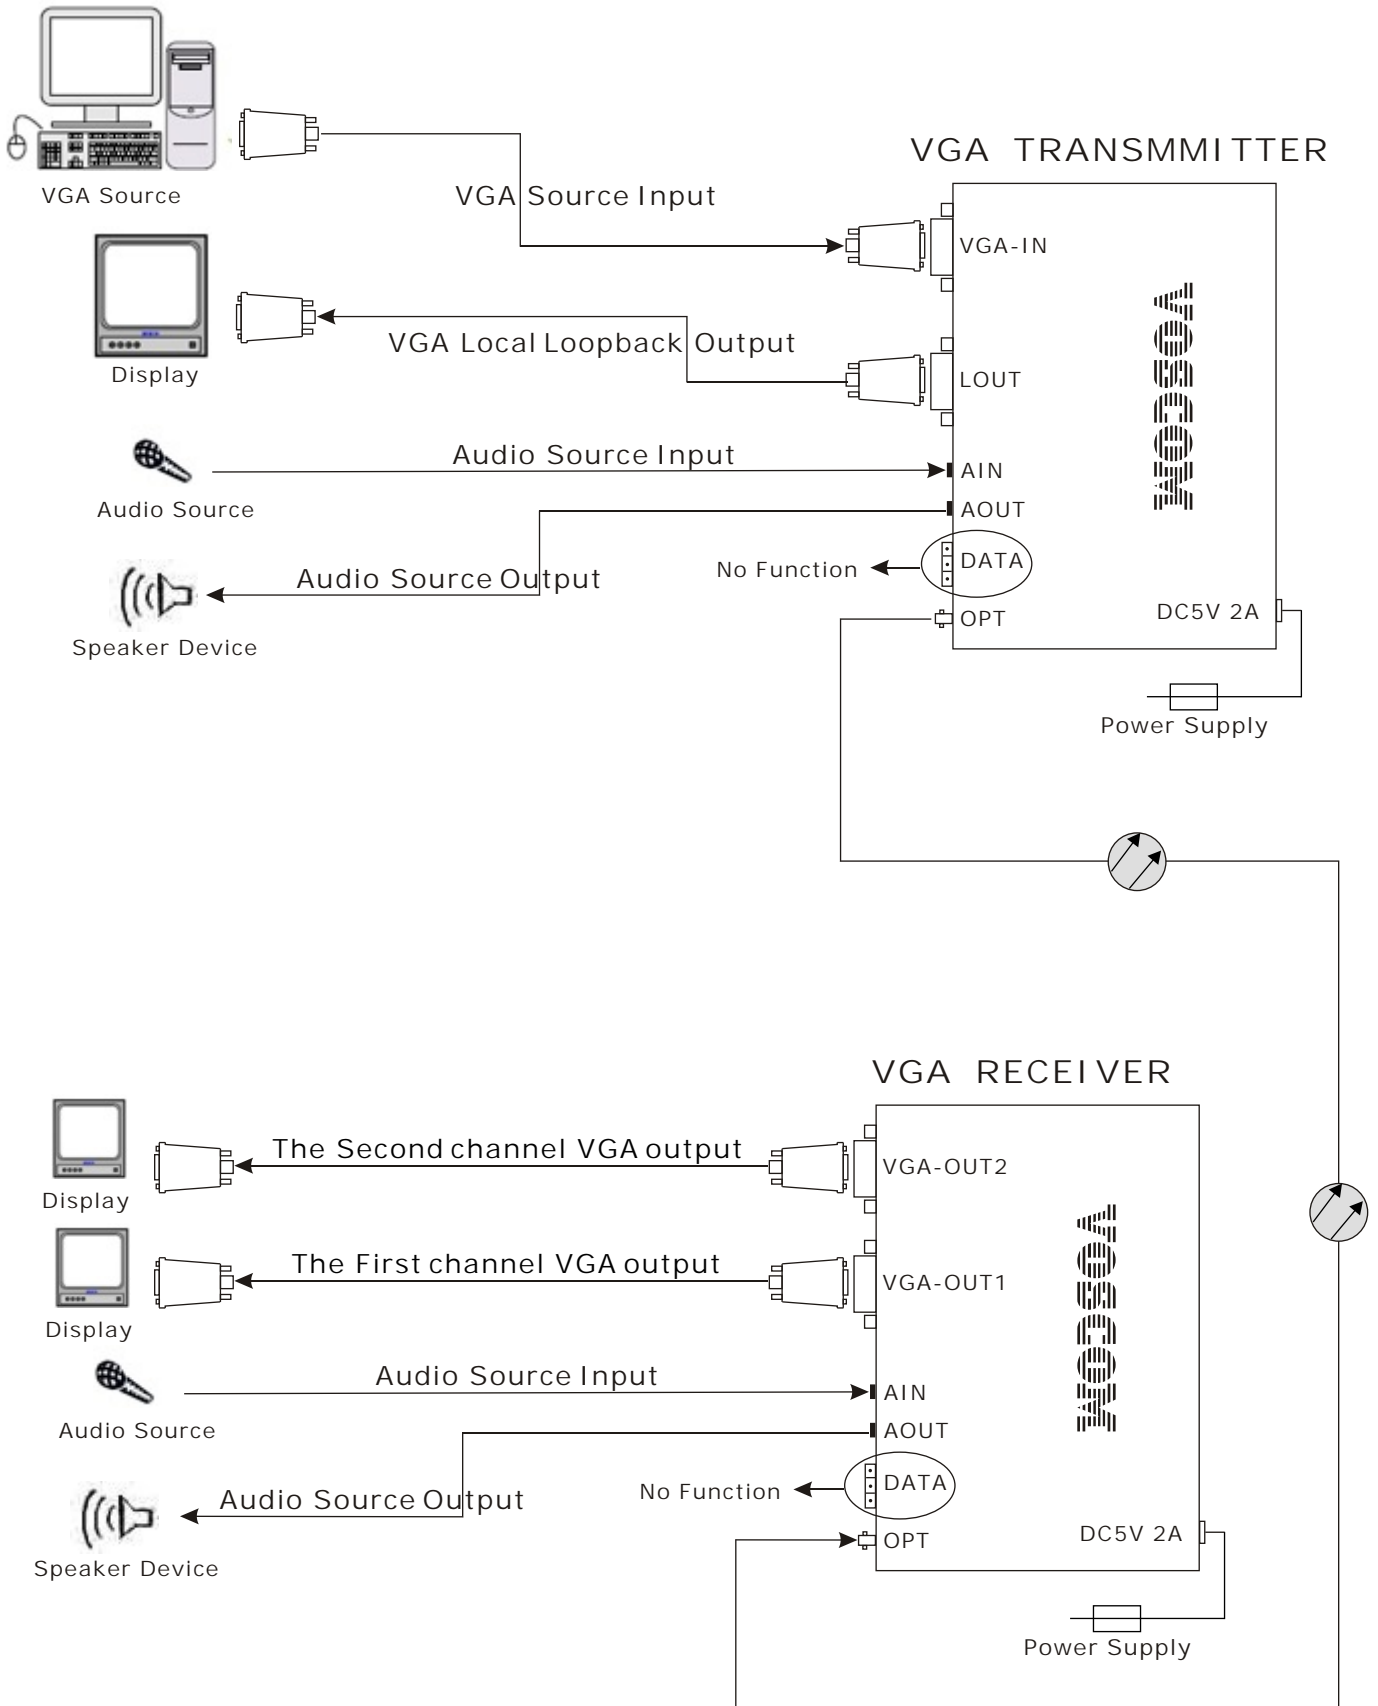 VGA TRANSMMITTER
VGA Source
VGA Source Input
VGA-IN
VOSCOM
VGA Local Loopback Output
Display
LOUT
Audio Source Input
AIN
Audio Source
AOUT
No Function
DATA
Audio Source Output
OPT
DC5V 2A
Speaker Device
Power Supply
VGA RECEIVER
The Second channel VGA output
VGA-OUT2
Display
VOSCOM
The First channel VGA output
VGA-OUT1
Display
Audio Source Input
AIN
Audio Source
AOUT
No Function
DATA
Audio Source Output
OPT
DC5V 2A
Speaker Device
Power Supply